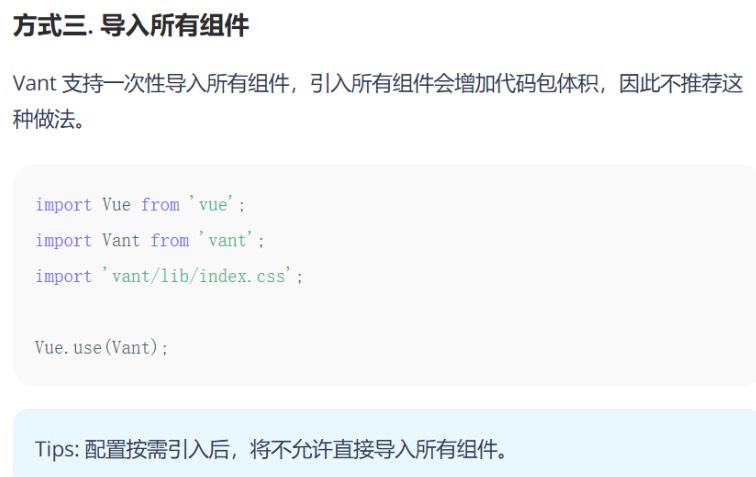 方式三. 导入所有组件
Vant 支持一次性导入所有组件，引入所有组件会增加代码包体积，因此不推荐这
种做法。
import Vue from 'vue';
import Vant from 'vant';
import 'vant/lib/index.css';
Vue.use(Vant);
Tips: 配置按需引入后，将不允许直接导入所有组件。